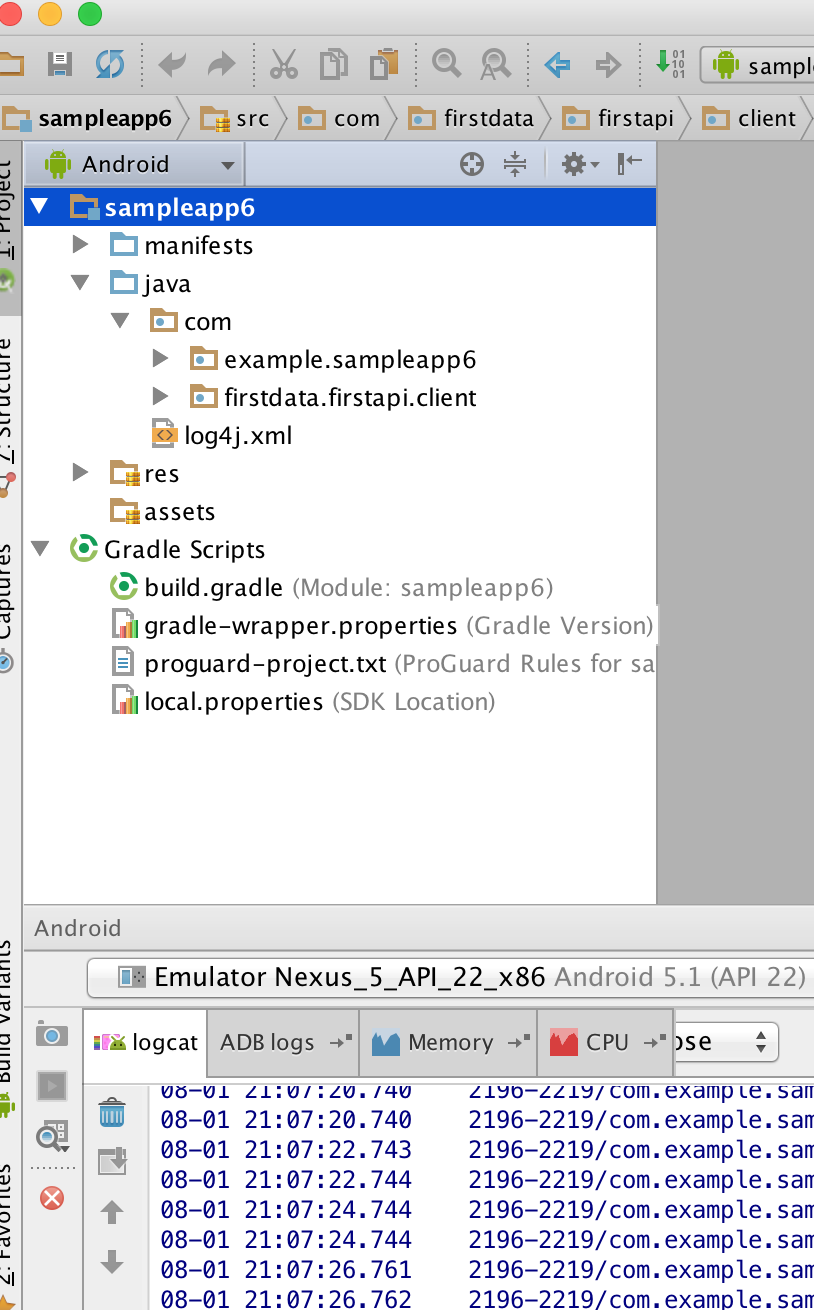 01
10
01
sampl
sampleapp6 src com firstdata firstapi client
1: Project
Android
sampleapp6
manifests
java
com
example.sampleapp6
firstdata.firstapi.client
log4j.xml
res
assets
Gradle Scripts
build.gradle (Module: sampleapp6)
gradle-wrapper.properties (Gradle Version)
proguard-project.txt (ProGuard Rules for sa
local.properties (SDK Location)
7: Structure
Captures
Build Variants
2: Favorites
Android
Emulator Nexus_5_API_22_x86 Android 5.1 (API 22)
logcat ADB logs Memory CPU ose
08-01 21:07:20.740 2196-2219/com.example.sam
08-01 21:07:20.740 2196-2219/com.example.sam
08-01 21:07:22.743 2196-2219/com.example.sam
08-01 21:07:22.744 2196-2219/com.example.sam
08-01 21:07:24.744 2196-2219/com.example.sam
08-01 21:07:24.744 2196-2219/com.example.sam
08-01 21:07:26.761 2196-2219/com.example.sam
08-01 21:07:26.762 2196-2219/com.example.sam